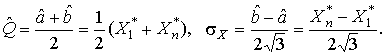 Q̂ = (â + b̂)/2 = 1/2 (X₁* + Xₙ*), σ_X = (b̂ − â)/(2√3) = (Xₙ* − X₁*)/(2√3).